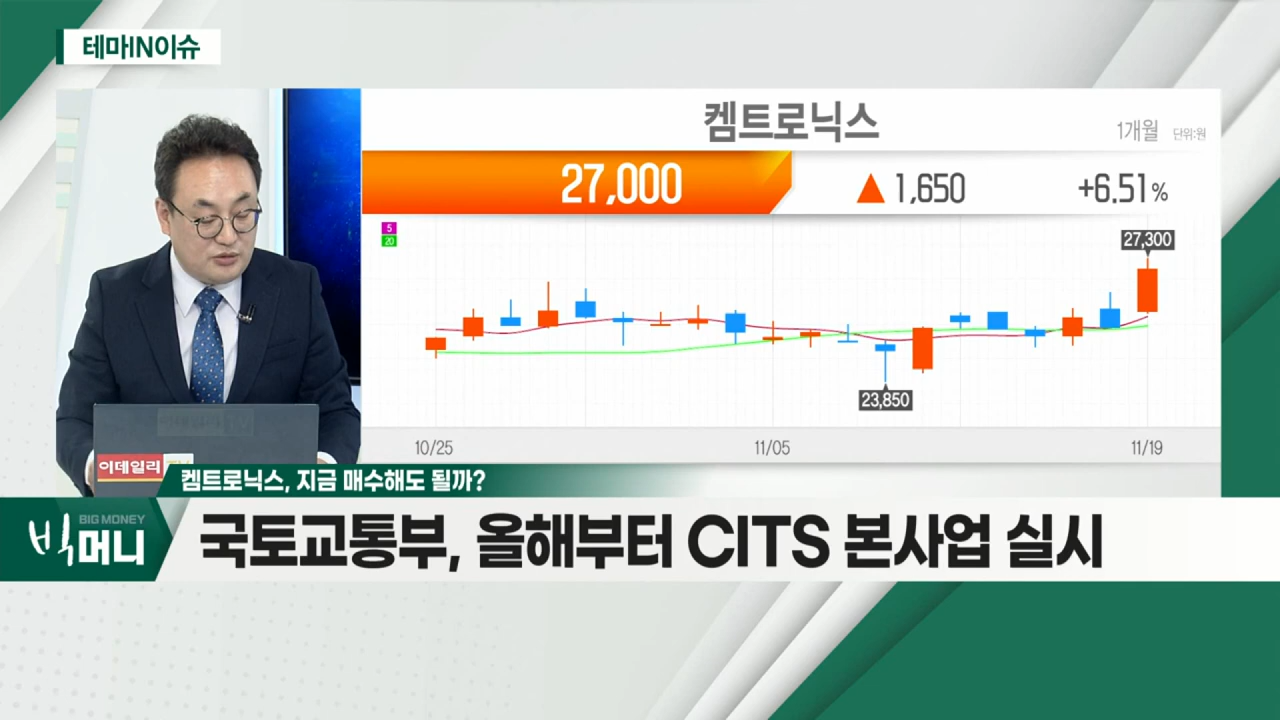 테마IN이슈
켐트로닉스
1개월 단위:원
27,000 ▲ 1,650 +6.51%
5
20
27,300
23,850
10/25 11/05 11/19
이데일리
켐트로닉스, 지금 매수해도 될까?
BIG MONEY
빅머니
국토교통부, 올해부터 CITS 본사업 실시